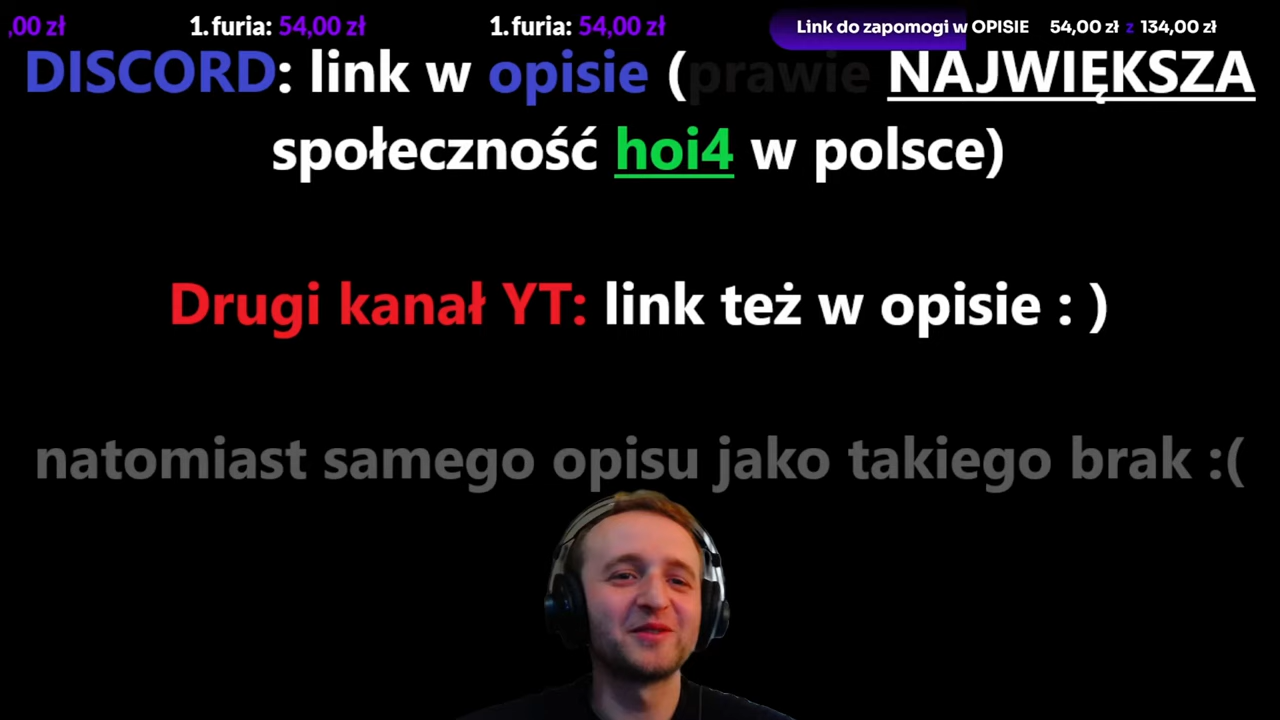 ,00 zł 1. furia: 54,00 zł 1. furia: 54,00 zł Link do zapomogi w OPISIE 54,00 zł z 134,00 zł
DISCORD: link w opisie (prawie NAJWIĘKSZA
społeczność hoi4 w polsce)
Drugi kanał YT: link też w opisie : )
natomiast samego opisu jako takiego brak :(